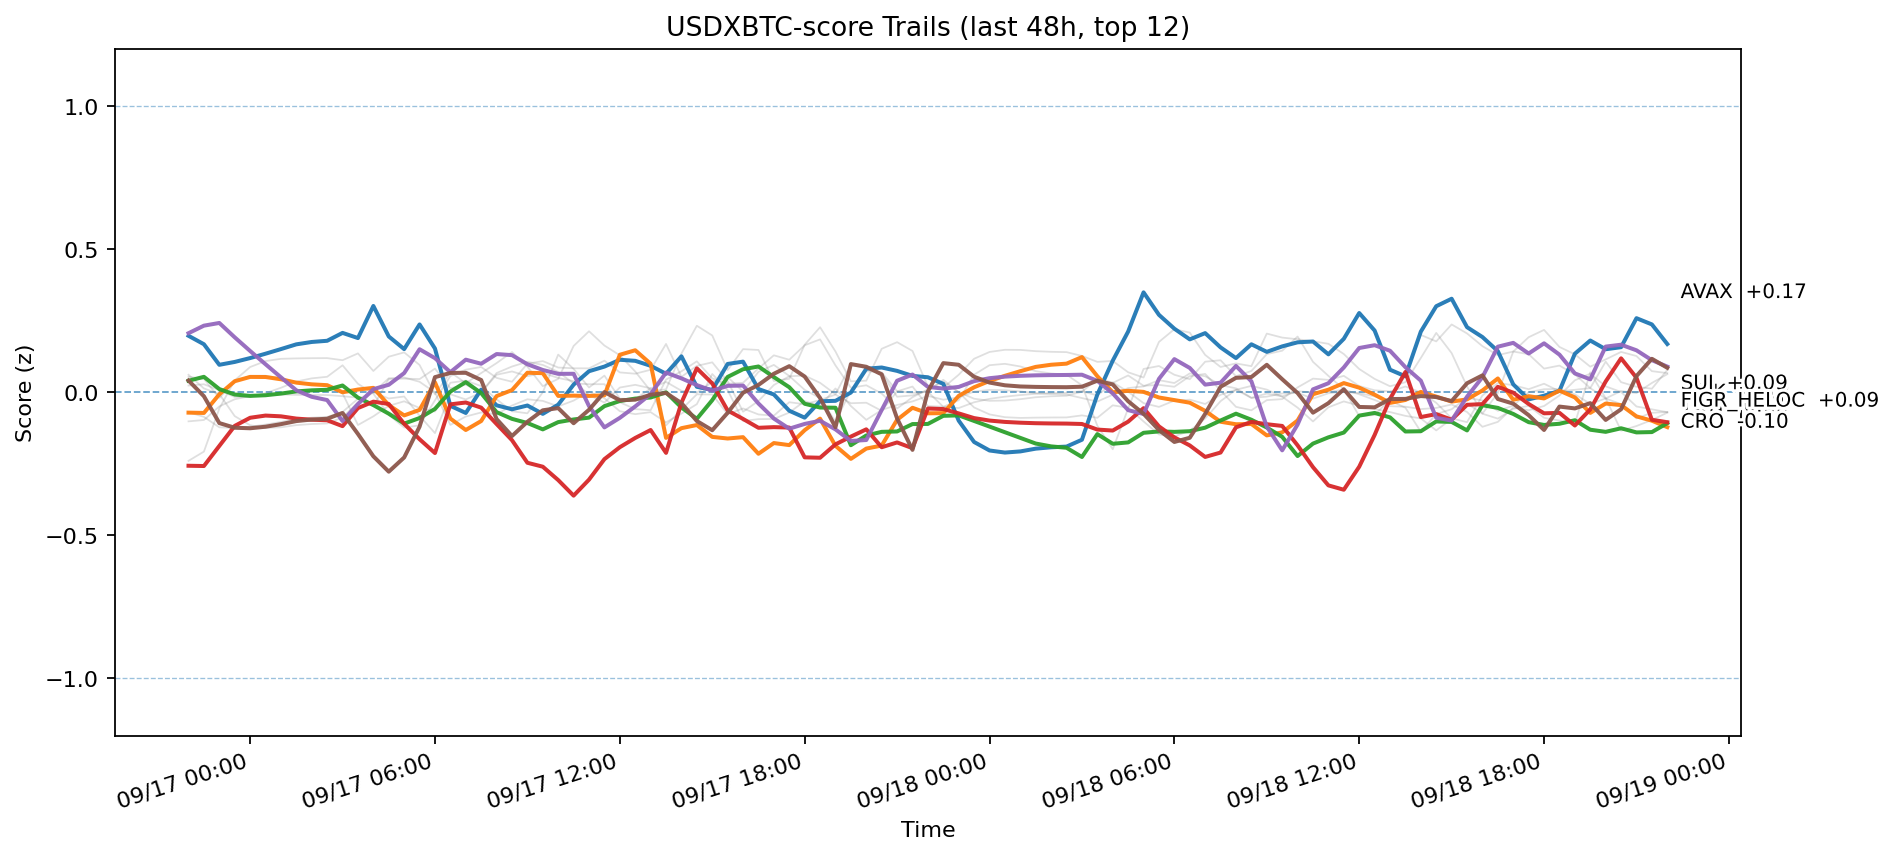 USDXBTC-score Trails (last 48h, top 12)
Score (z)
1.0
0.5
0.0
−0.5
−1.0
AVAX +0.17
SUI +0.09
FIGR_HELOC +0.09
CRO -0.10
09/17 00:00
09/17 06:00
09/17 12:00
09/17 18:00
09/18 00:00
09/18 06:00
09/18 12:00
09/18 18:00
09/19 00:00
Time